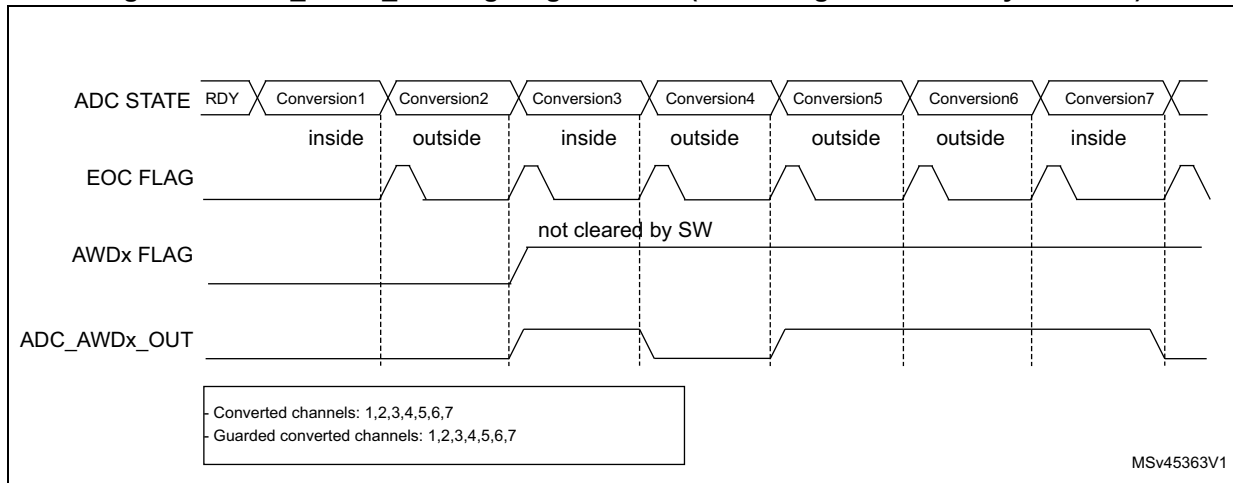 ADC STATE RDY Conversion1 Conversion2 Conversion3 Conversion4 Conversion5 Conversion6 Conversion7
inside outside inside outside outside outside inside
EOC FLAG
not cleared by SW
AWDx FLAG
ADC_AWDx_OUT
- Converted channels: 1,2,3,4,5,6,7
- Guarded converted channels: 1,2,3,4,5,6,7
MSv45363V1